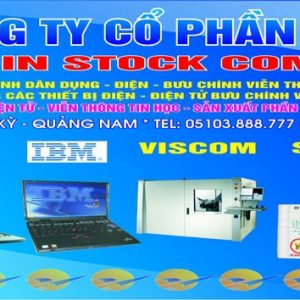 G TY CỔ PHẦN
IN STOCK COM
NH DÂN DỤNG - ĐIỆN - BƯU CHÍNH VIỄN TH
CÁC THIẾT BỊ ĐIỆN - ĐIỆN TỬ BƯU CHÍNH V
ỆN TỬ - VIỄN THÔNG TIN HỌC - SẢN XUẤT PHẦN
KỲ - QUẢNG NAM * TEL: 05103.888.777
IBM
VISCOM
S